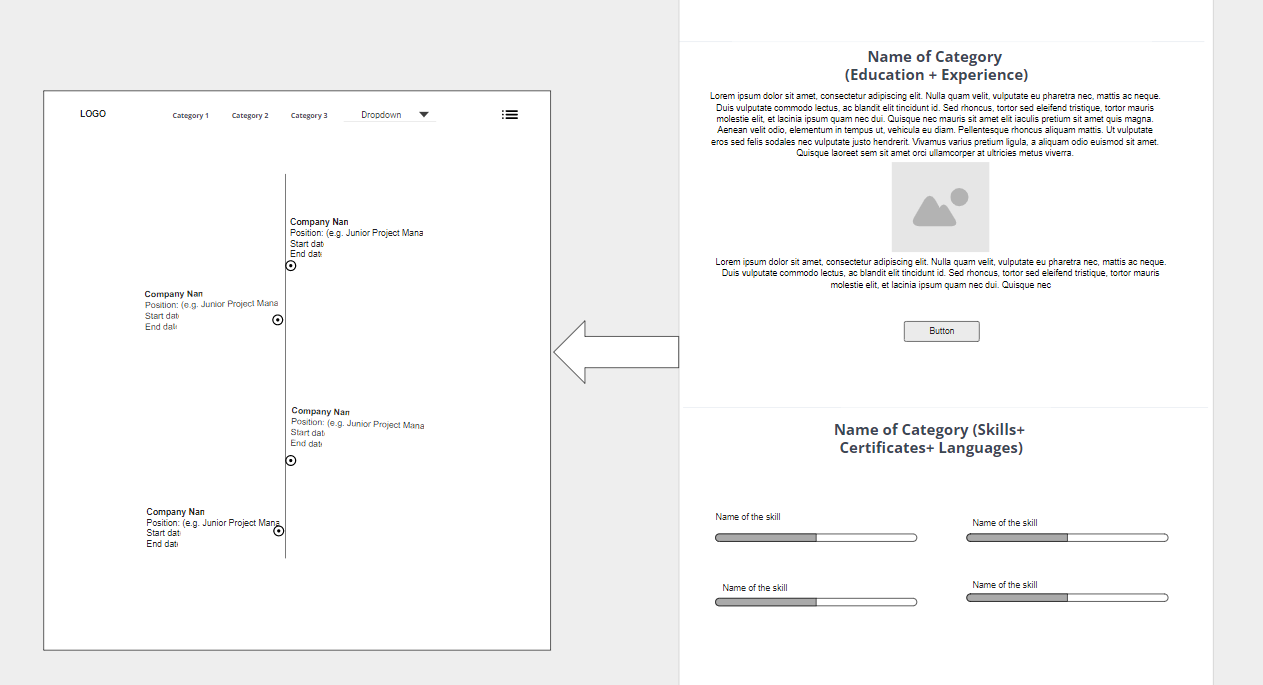 LOGO
Category 1
Category 2
Category 3
Dropdown
Company Nan
Position: (e.g. Junior Project Mana
Start dat
End dat
Company Nan
Position: (e.g. Junior Project Mana
Start dat
End dat
Company Nan
Position: (e.g. Junior Project Mana
Start dat
End dat
Company Nan
Position: (e.g. Junior Project Mana
Start dat
End dat
Name of Category
(Education + Experience)
Lorem ipsum dolor sit amet, consectetur adipiscing elit. Nulla quam velit, vulputate eu pharetra nec, mattis ac neque.
Duis vulputate commodo lectus, ac blandit elit tincidunt id. Sed rhoncus, tortor sed eleifend tristique, tortor mauris
molestie elit, et lacinia ipsum quam nec dui. Quisque nec mauris sit amet elit iaculis pretium sit amet quis magna.
Aenean velit odio, elementum in tempus ut, vehicula eu diam. Pellentesque rhoncus aliquam mattis. Ut vulputate
eros sed felis sodales nec vulputate justo hendrerit. Vivamus varius pretium ligula, a aliquam odio euismod sit amet.
Quisque laoreet sem sit amet orci ullamcorper at ultricies metus viverra.
Lorem ipsum dolor sit amet, consectetur adipiscing elit. Nulla quam velit, vulputate eu pharetra nec, mattis ac neque.
Duis vulputate commodo lectus, ac blandit elit tincidunt id. Sed rhoncus, tortor sed eleifend tristique, tortor mauris
molestie elit, et lacinia ipsum quam nec dui. Quisque nec
Button
Name of Category (Skills+
Certificates+ Languages)
Name of the skill
Name of the skill
Name of the skill
Name of the skill